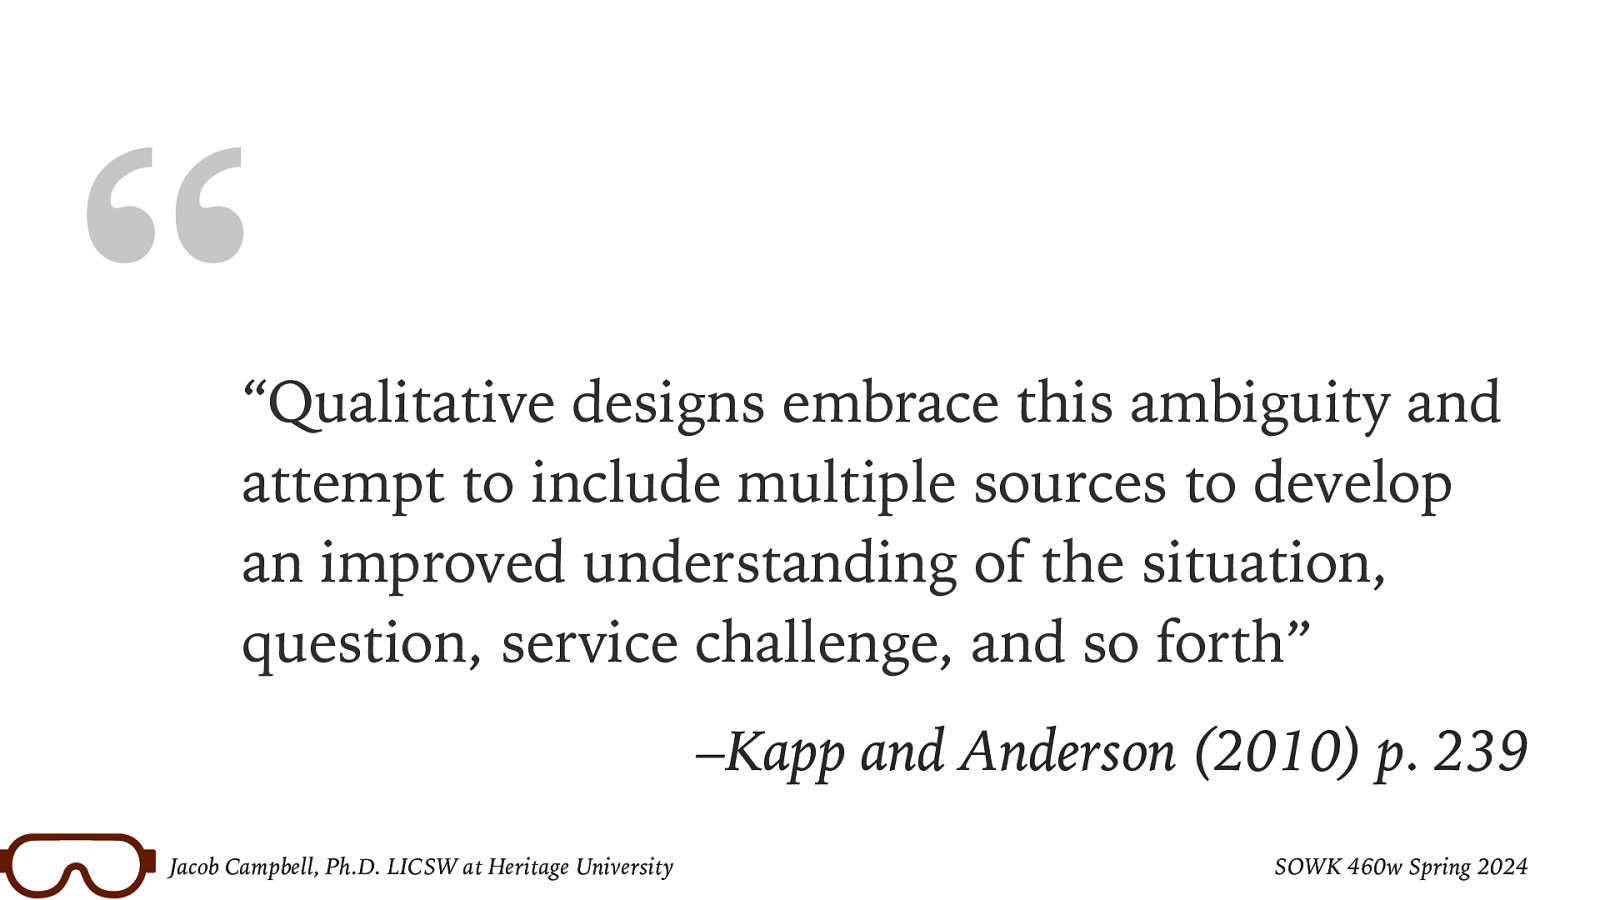 “Qualitative designs embrace this ambiguity and
attempt to include multiple sources to develop
an improved understanding of the situation,
question, service challenge, and so forth”
–Kapp and Anderson (2010) p. 239
Jacob Campbell, Ph.D. LICSW at Heritage University
SOWK 460w Spring 2024